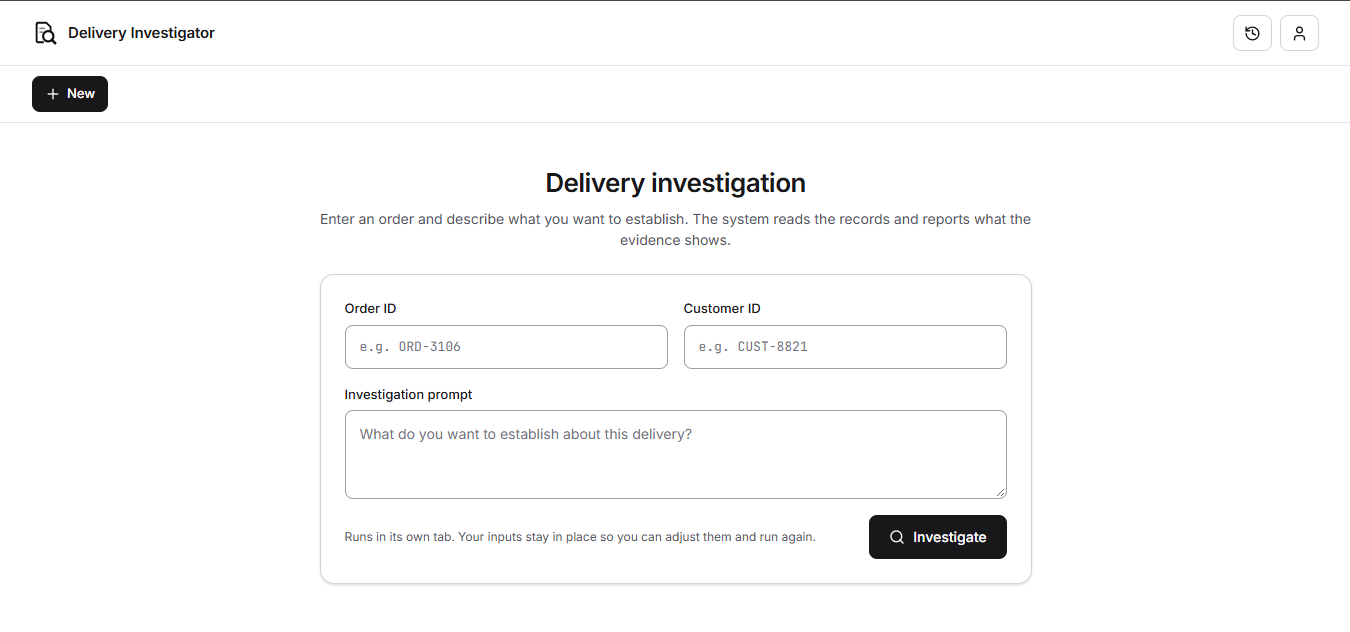 Delivery Investigator
New
Delivery investigation
Enter an order and describe what you want to establish. The system reads the records and reports what the
evidence shows.
Order ID
Customer ID
e.g. ORD-3106
e.g. CUST-8821
Investigation prompt
What do you want to establish about this delivery?
Runs in its own tab. Your inputs stay in place so you can adjust them and run again.
Investigate